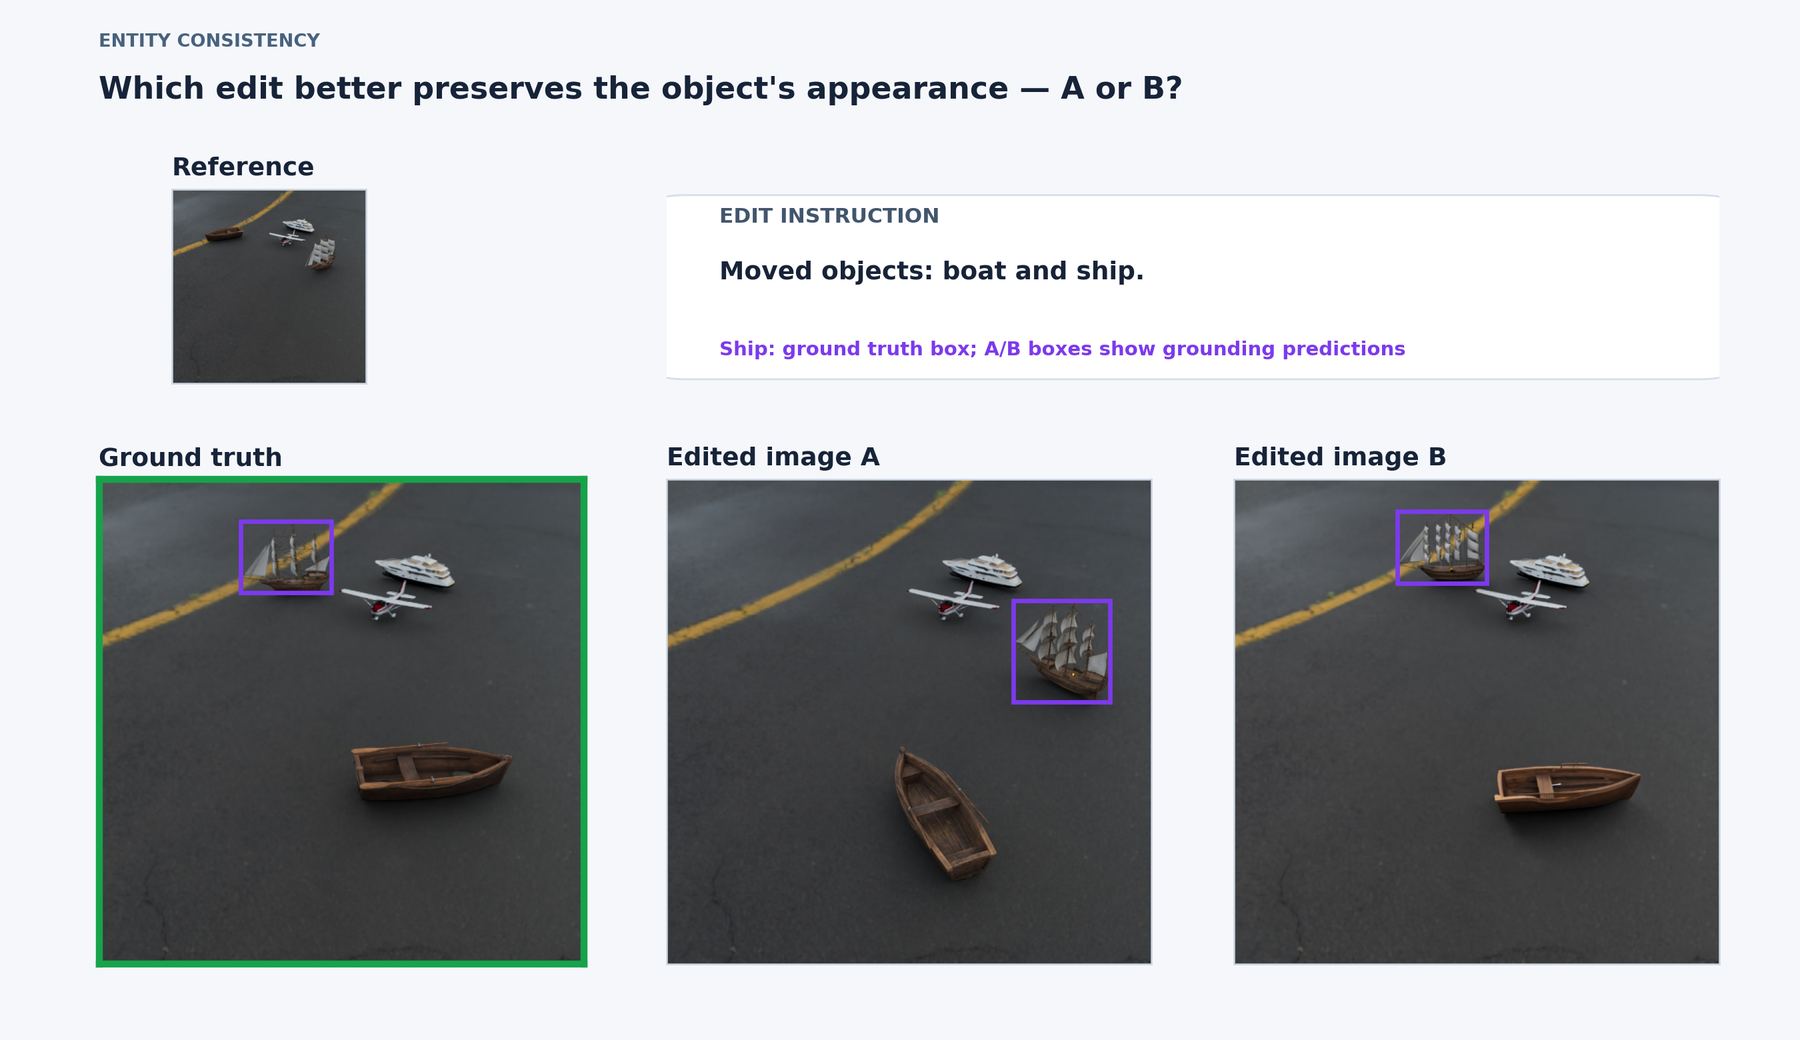 ENTITY CONSISTENCY
Which edit better preserves the object's appearance — A or B?
Reference
EDIT INSTRUCTION
Moved objects: boat and ship.
Ship: ground truth box; A/B boxes show grounding predictions
Ground truth
Edited image A
Edited image B